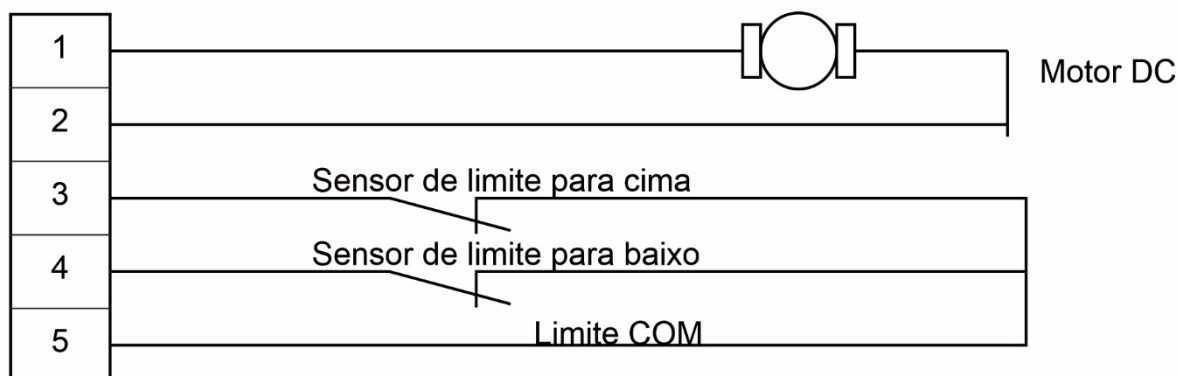 1
Motor DC
2
Sensor de limite para cima
3
Sensor de limite para baixo
4
Limite COM
5